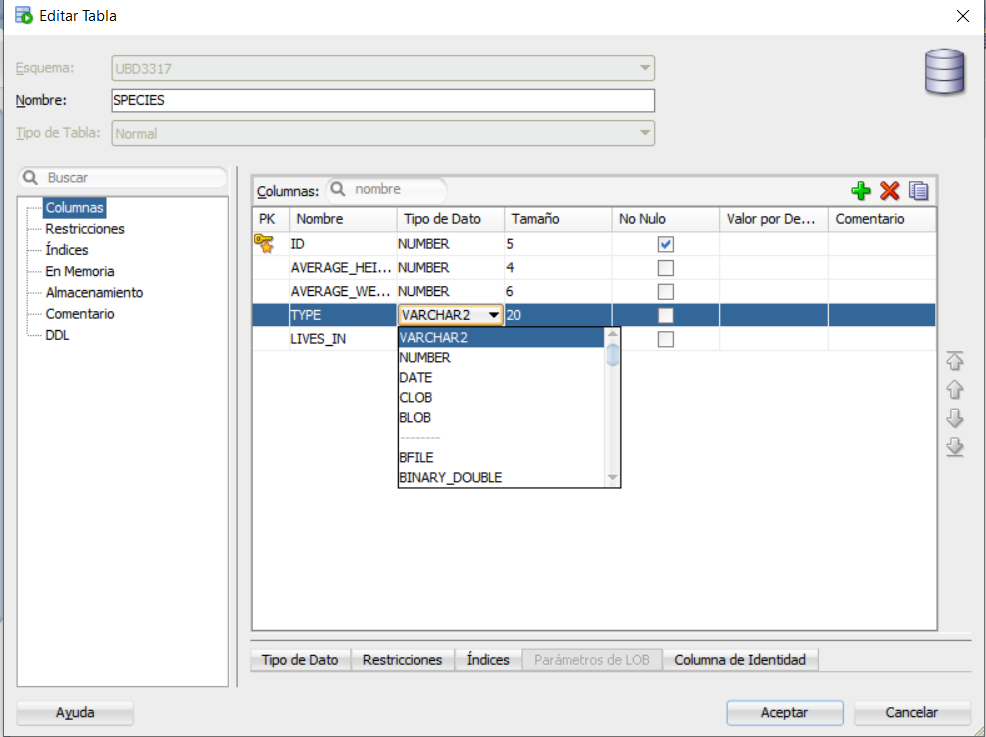 Editar Tabla
Esquema: UBD3317
Nombre: SPECIES
Tipo de Tabla: Normal
Buscar
Columnas
Restricciones
Índices
En Memoria
Almacenamiento
Comentario
DDL
Columnas: nombre
PK Nombre Tipo de Dato Tamaño No Nulo Valor por De... Comentario
ID NUMBER 5
AVERAGE_HEI... NUMBER 4
AVERAGE_WE... NUMBER 6
TYPE VARCHAR2 20
LIVES_IN
VARCHAR2
NUMBER
DATE
CLOB
BLOB
--------
BFILE
BINARY_DOUBLE
Tipo de Dato Restricciones Índices Parámetros de LOB Columna de Identidad
Ayuda Aceptar Cancelar